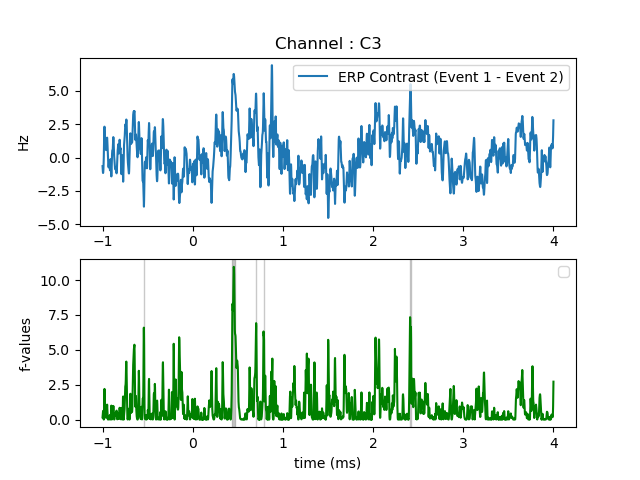 Channel : C3
ERP Contrast (Event 1 - Event 2)
Hz
5.0
2.5
0.0
−2.5
−5.0
−1 0 1 2 3 4
f-values
10.0
7.5
5.0
2.5
0.0
−1 0 1 2 3 4
time (ms)